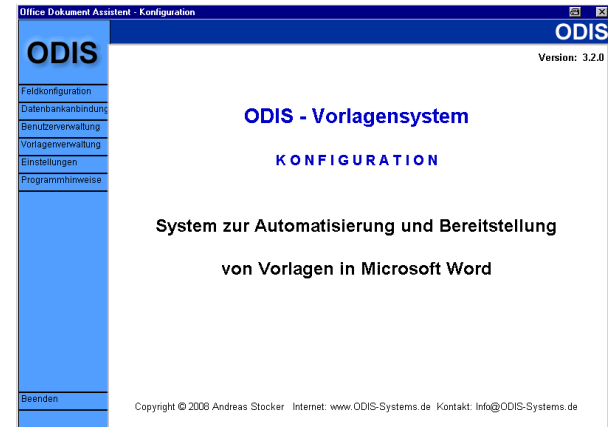 Office Dokument Assistent - Konfiguration
ODIS
ODIS
Version: 3.2.0
Feldkonfiguration
Datenbankanbindung
Benutzerverwaltung
Vorlagenverwaltung
Einstellungen
Programmhinweise
ODIS - Vorlagensystem
KONFIGURATION
System zur Automatisierung und Bereitstellung
von Vorlagen in Microsoft Word
Beenden
Copyright © 2008 Andreas Stocker Internet: www.ODIS-Systems.de Kontakt: Info@ODIS-Systems.de